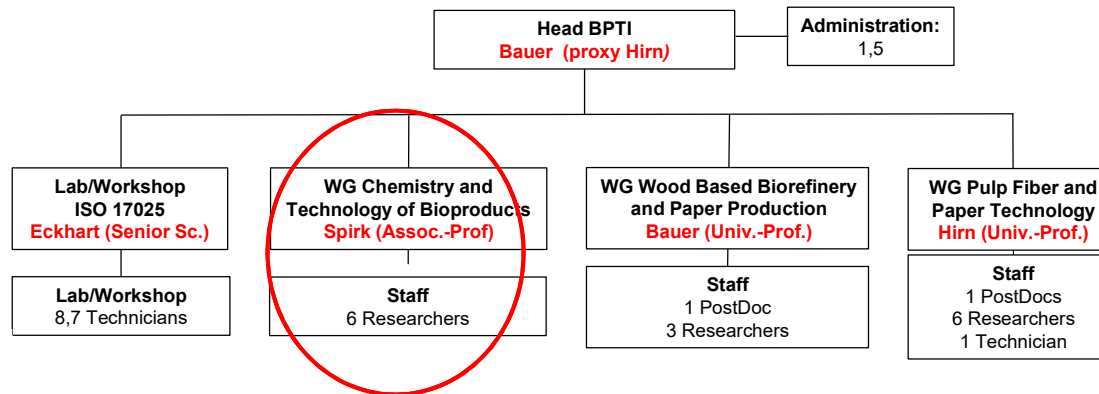 Head BPTI
Bauer (proxy Hirn)
Administration:
1,5
Lab/Workshop
ISO 17025
Eckhart (Senior Sc.)
WG Chemistry and
Technology of Bioproducts
Spirk (Assoc.-Prof)
WG Wood Based Biorefinery
and Paper Production
Bauer (Univ.-Prof.)
WG Pulp Fiber and
Paper Technology
Hirn (Univ.-Prof.)
Lab/Workshop
8,7 Technicians
Staff
6 Researchers
Staff
1 PostDoc
3 Researchers
Staff
1 PostDocs
6 Researchers
1 Technician